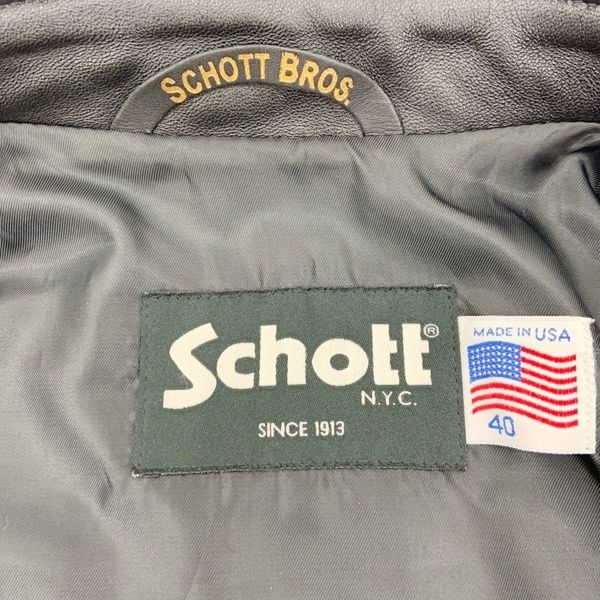 SCHOTT BROS.
Schott®
N.Y.C.
SINCE 1913
MADE IN USA
40